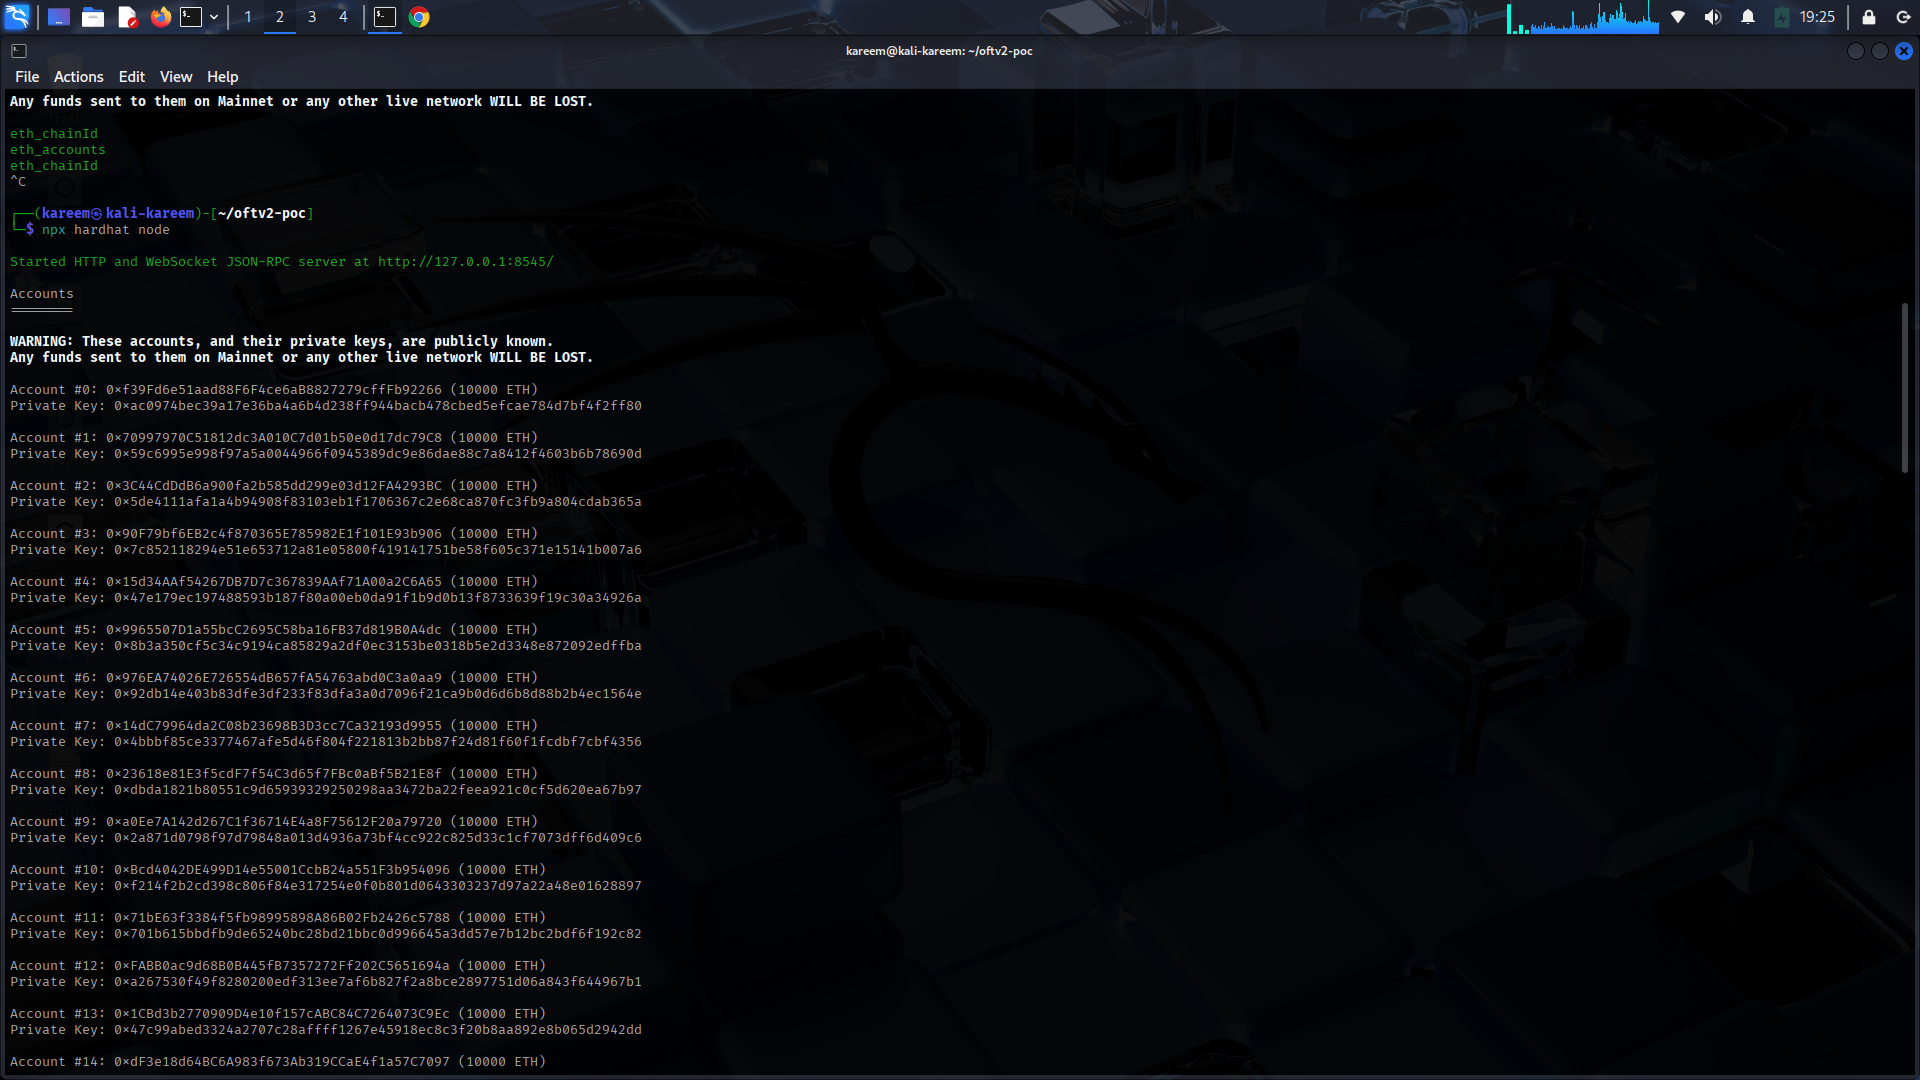 1 2 3 4 19:25
kareem@kali-kareem: ~/oftv2-poc
File Actions Edit View Help
Any funds sent to them on Mainnet or any other live network WILL BE LOST.
eth_chainId
eth_accounts
eth_chainId
^C
┌──(kareem㉿kali-kareem)-[~/oftv2-poc]
└─$ npx hardhat node
Started HTTP and WebSocket JSON-RPC server at http://127.0.0.1:8545/
Accounts
========
WARNING: These accounts, and their private keys, are publicly known.
Any funds sent to them on Mainnet or any other live network WILL BE LOST.
Account #0: 0xf39Fd6e51aad88F6F4ce6aB8827279cffFb92266 (10000 ETH)
Private Key: 0xac0974bec39a17e36ba4a6b4d238ff944bacb478cbed5efcae784d7bf4f2ff80
Account #1: 0x70997970C51812dc3A010C7d01b50e0d17dc79C8 (10000 ETH)
Private Key: 0x59c6995e998f97a5a0044966f0945389dc9e86dae88c7a8412f4603b6b78690d
Account #2: 0x3C44CdDdB6a900fa2b585dd299e03d12FA4293BC (10000 ETH)
Private Key: 0x5de4111afa1a4b94908f83103eb1f1706367c2e68ca870fc3fb9a804cdab365a
Account #3: 0x90F79bf6EB2c4f870365E785982E1f101E93b906 (10000 ETH)
Private Key: 0x7c852118294e51e653712a81e05800f419141751be58f605c371e15141b007a6
Account #4: 0x15d34AAf54267DB7D7c367839AAf71A00a2C6A65 (10000 ETH)
Private Key: 0x47e179ec197488593b187f80a00eb0da91f1b9d0b13f8733639f19c30a34926a
Account #5: 0x9965507D1a55bcC2695C58ba16FB37d819B0A4dc (10000 ETH)
Private Key: 0x8b3a350cf5c34c9194ca85829a2df0ec3153be0318b5e2d3348e872092edffba
Account #6: 0x976EA74026E726554dB657fA54763abd0C3a0aa9 (10000 ETH)
Private Key: 0x92db14e403b83dfe3df233f83dfa3a0d7096f21ca9b0d6d6b8d88b2b4ec1564e
Account #7: 0x14dC79964da2C08b23698B3D3cc7Ca32193d9955 (10000 ETH)
Private Key: 0x4bbbf85ce3377467afe5d46f804f221813b2bb87f24d81f60f1fcdbf7cbf4356
Account #8: 0x23618e81E3f5cdF7f54C3d65f7FBc0aBf5B21E8f (10000 ETH)
Private Key: 0xdbda1821b80551c9d65939329250298aa3472ba22feea921c0cf5d620ea67b97
Account #9: 0xa0Ee7A142d267C1f36714E4a8F75612F20a79720 (10000 ETH)
Private Key: 0x2a871d0798f97d79848a013d4936a73bf4cc922c825d33c1cf7073dff6d409c6
Account #10: 0xBcd4042DE499D14e55001CcbB24a551F3b954096 (10000 ETH)
Private Key: 0xf214f2b2cd398c806f84e317254e0f0b801d0643303237d97a22a48e01628897
Account #11: 0x71bE63f3384f5fb98995898A86B02Fb2426c5788 (10000 ETH)
Private Key: 0x701b615bbdfb9de65240bc28bd21bbc0d996645a3dd57e7b12bc2bdf6f192c82
Account #12: 0xFABB0ac9d68B0B445fB7357272Ff202C5651694a (10000 ETH)
Private Key: 0xa267530f49f8280200edf313ee7af6b827f2a8bce2897751d06a843f644967b1
Account #13: 0x1CBd3b2770909D4e10f157cABC84C7264073C9Ec (10000 ETH)
Private Key: 0x47c99abed3324a2707c28affff1267e45918ec8c3f20b8aa892e8b065d2942dd
Account #14: 0xdF3e18d64BC6A983f673Ab319CCaE4f1a57C7097 (10000 ETH)